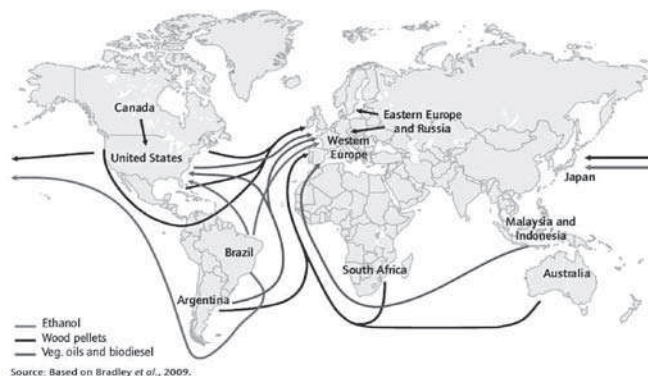 Canada
United States
Eastern Europe
and Russia
Western
Europe
Japan
Malaysia and
Indonesia
Brazil
South Africa
Australia
Argentina
Ethanol
Wood pellets
Veg. oils and biodiesel
Source: Based on Bradley et al., 2009.